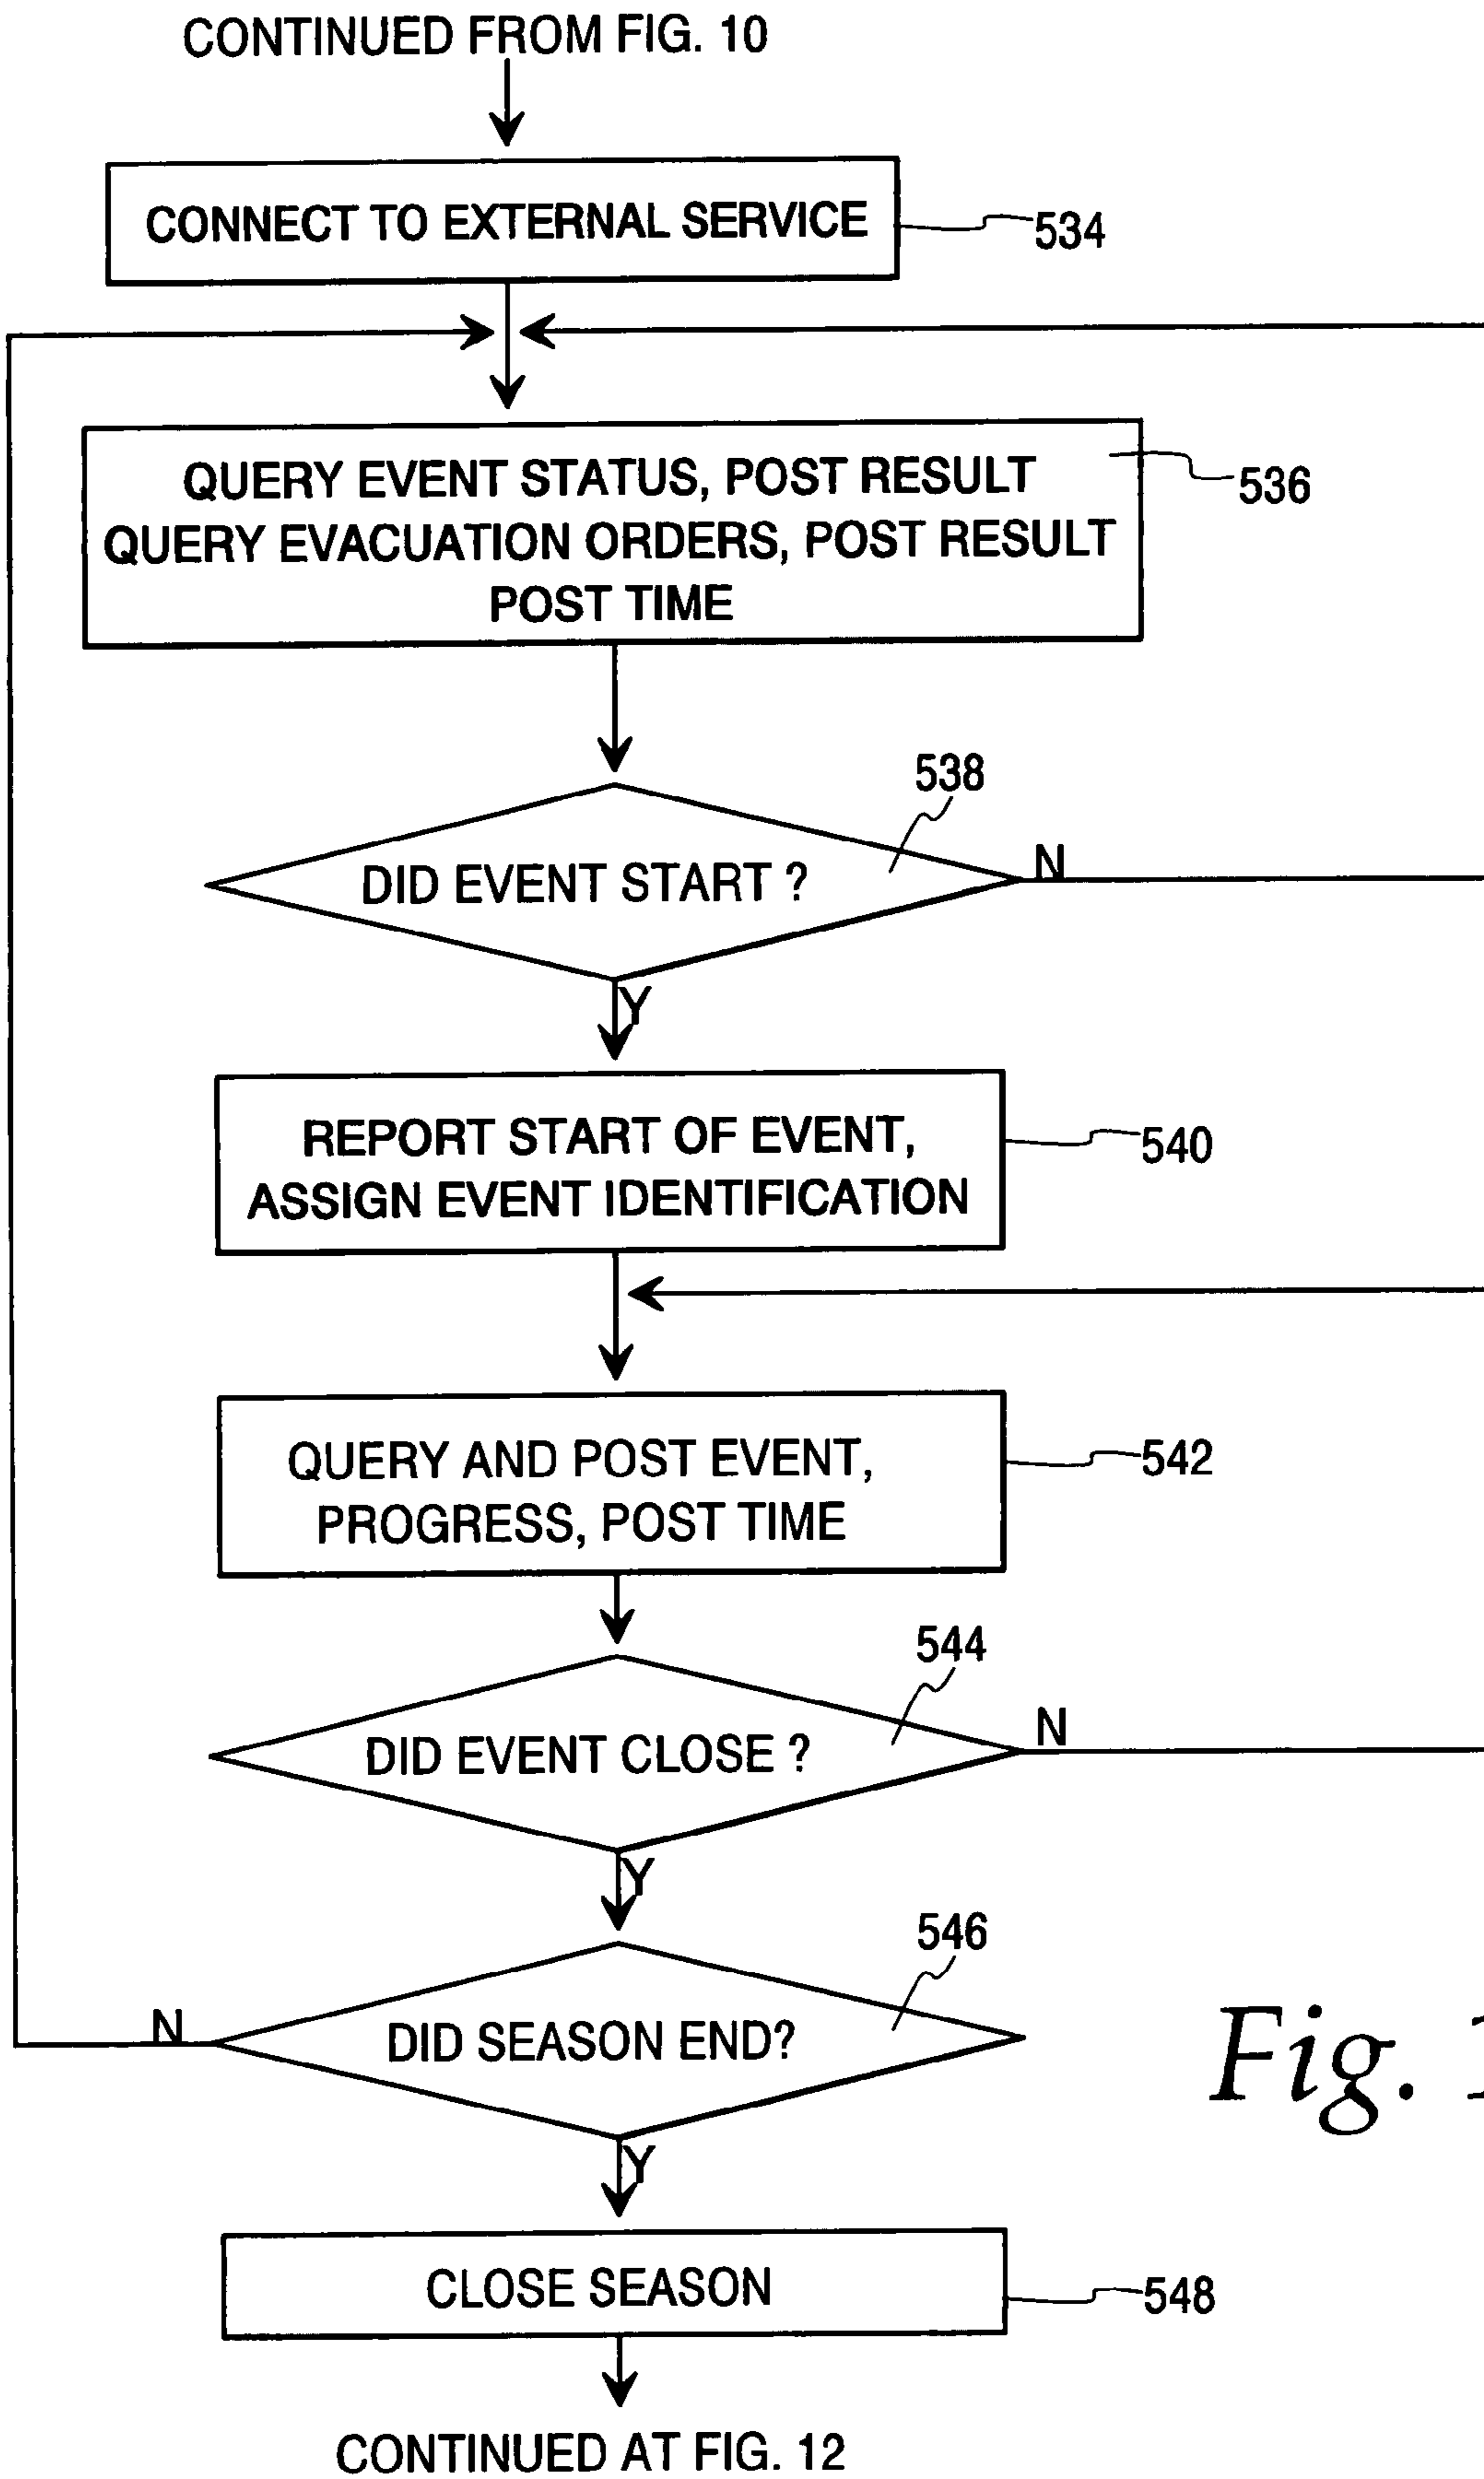 CONTINUED FROM FIG. 10
CONNECT TO EXTERNAL SERVICE
534
QUERY EVENT STATUS, POST RESULT
QUERY EVACUATION ORDERS, POST RESULT
POST TIME
536
538
DID EVENT START ?
N
Y
REPORT START OF EVENT,
ASSIGN EVENT IDENTIFICATION
540
QUERY AND POST EVENT,
PROGRESS, POST TIME
542
544
DID EVENT CLOSE ?
N
Y
546
DID SEASON END?
N
Fig.
Y
CLOSE SEASON
548
CONTINUED AT FIG. 12